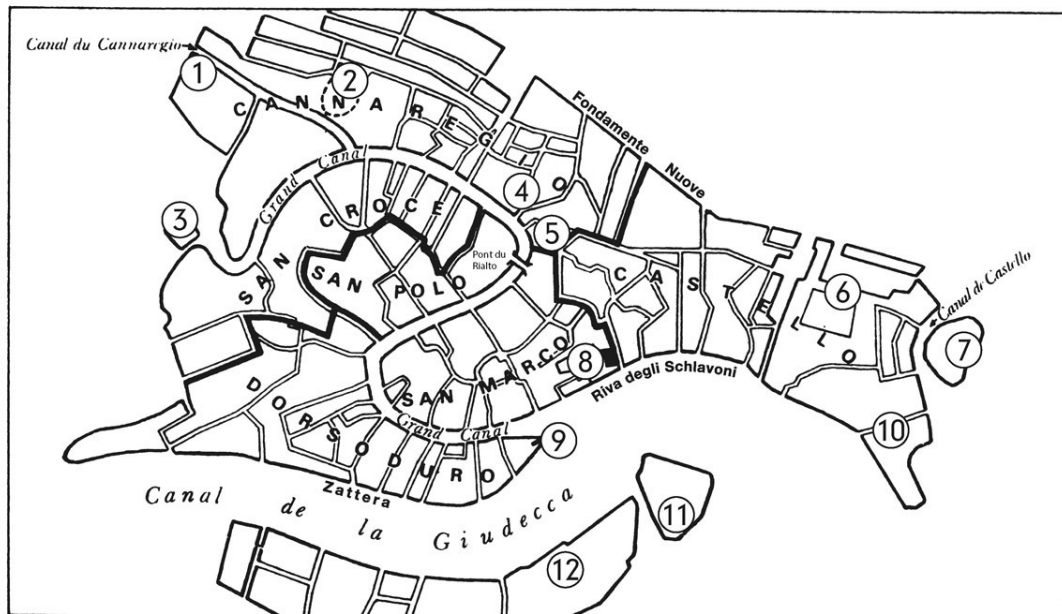 Canal du Cannaregio
1
2
CANNAREGIO
Fondamente
Nuove
Grand Canal
4
3
CROCE
5
Pont du
Rialto
SAN
SAN POLO
CASTELLO
6
Canal de Castello
7
8
SAN MARCO
Riva degli Schlavoni
DORSODURO
Grand Canal
9
10
Zattera
Canal de la Giudecca
11
12